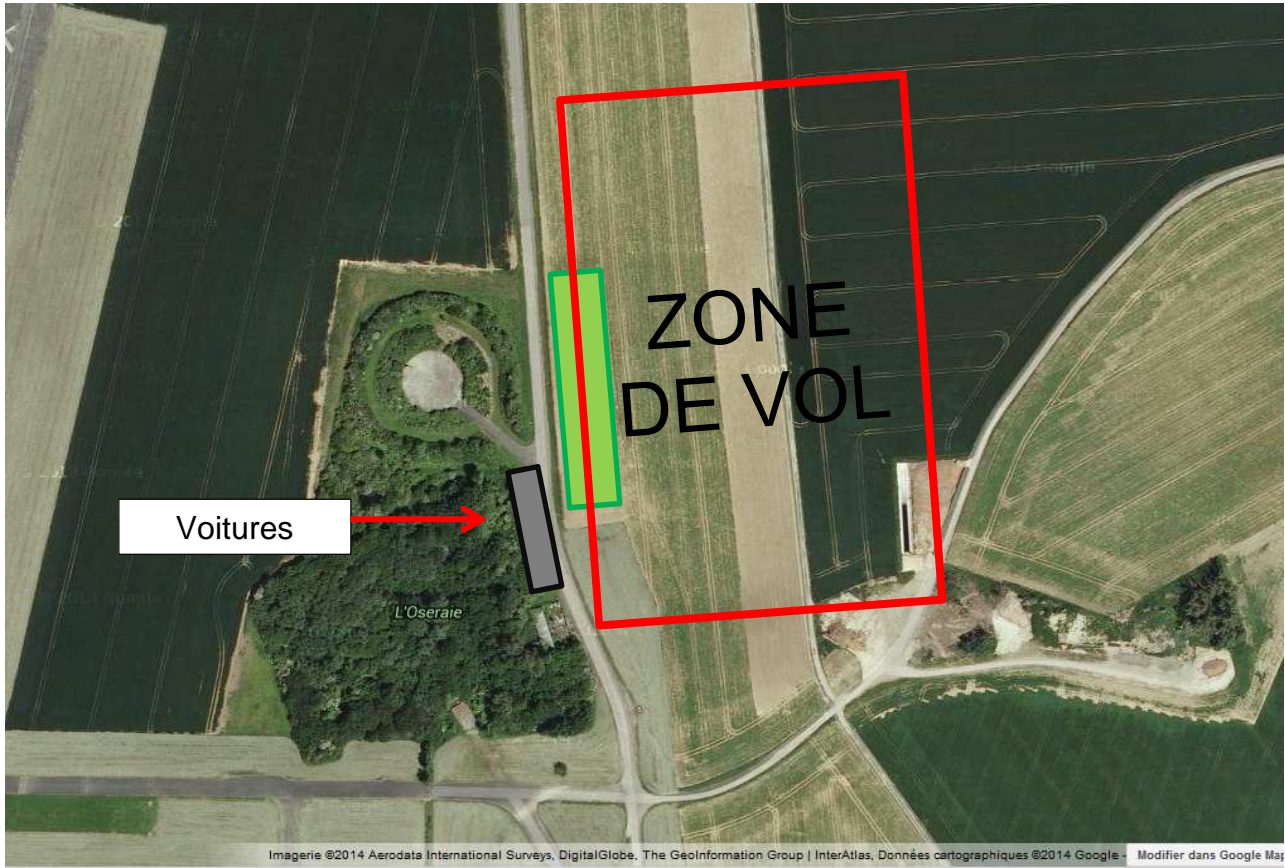 ZONE
DE VOL
Voitures
L'Oseraie
Imagerie ©2014 Aerodata International Surveys, DigitalGlobe, The GeoInformation Group | InterAtlas, Données cartographiques ©2014 Google - Modifier dans Google Ma